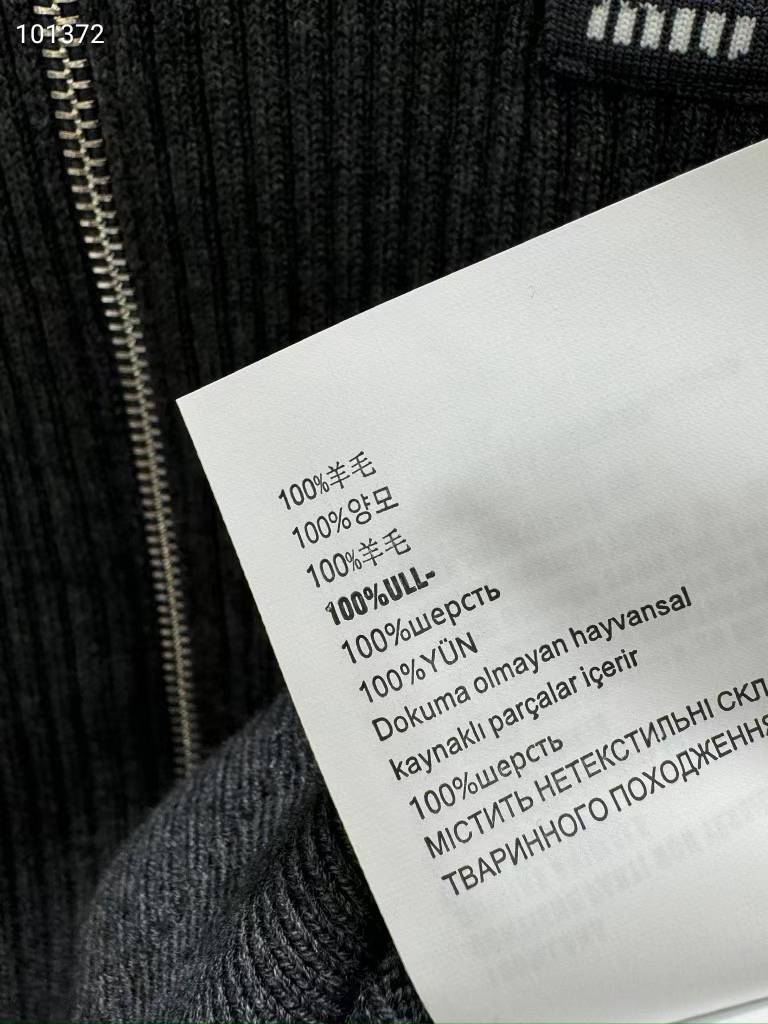 101372
100%羊毛
100%양모
100%羊毛
100%ULL-
100%шерсть
100%YÜN
Dokuma olmayan hayvansal
kaynaklı parçalar içerir
100%шерсть
МІСТИТЬ НЕТЕКСТИЛЬНІ
ТВАРИННОГО ПОХОДЖЕННЯ